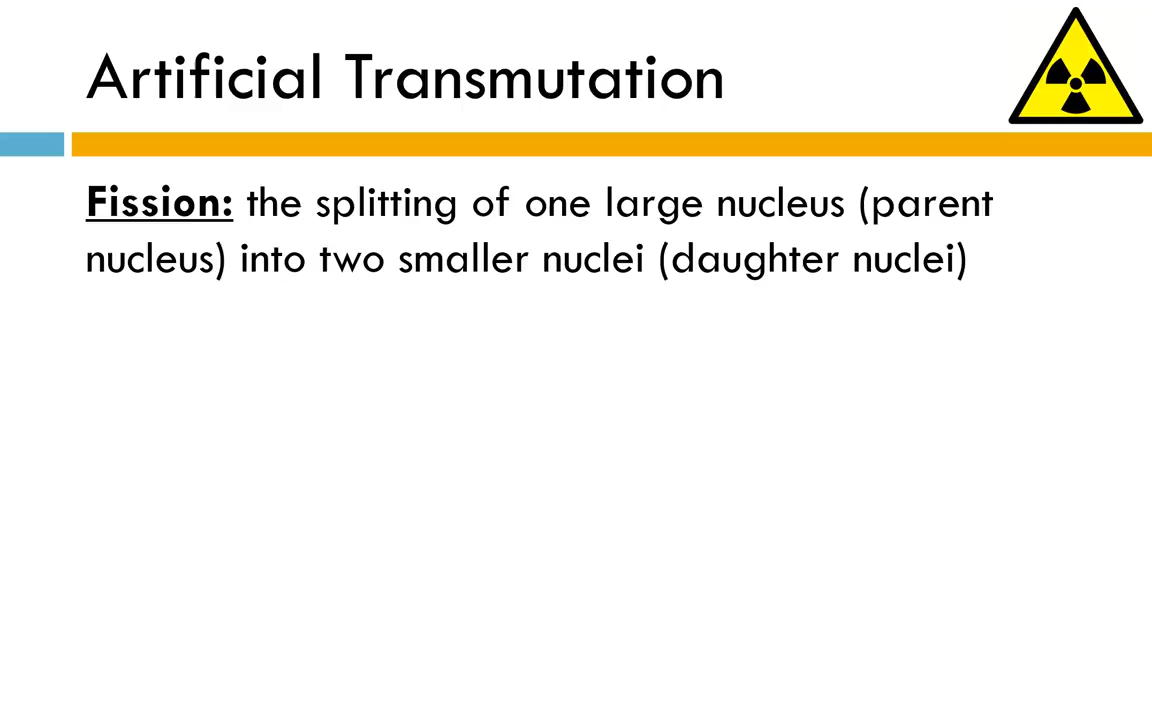 Artificial Transmutation
Fission: the splitting of one large nucleus (parent
nucleus) into two smaller nuclei (daughter nuclei)